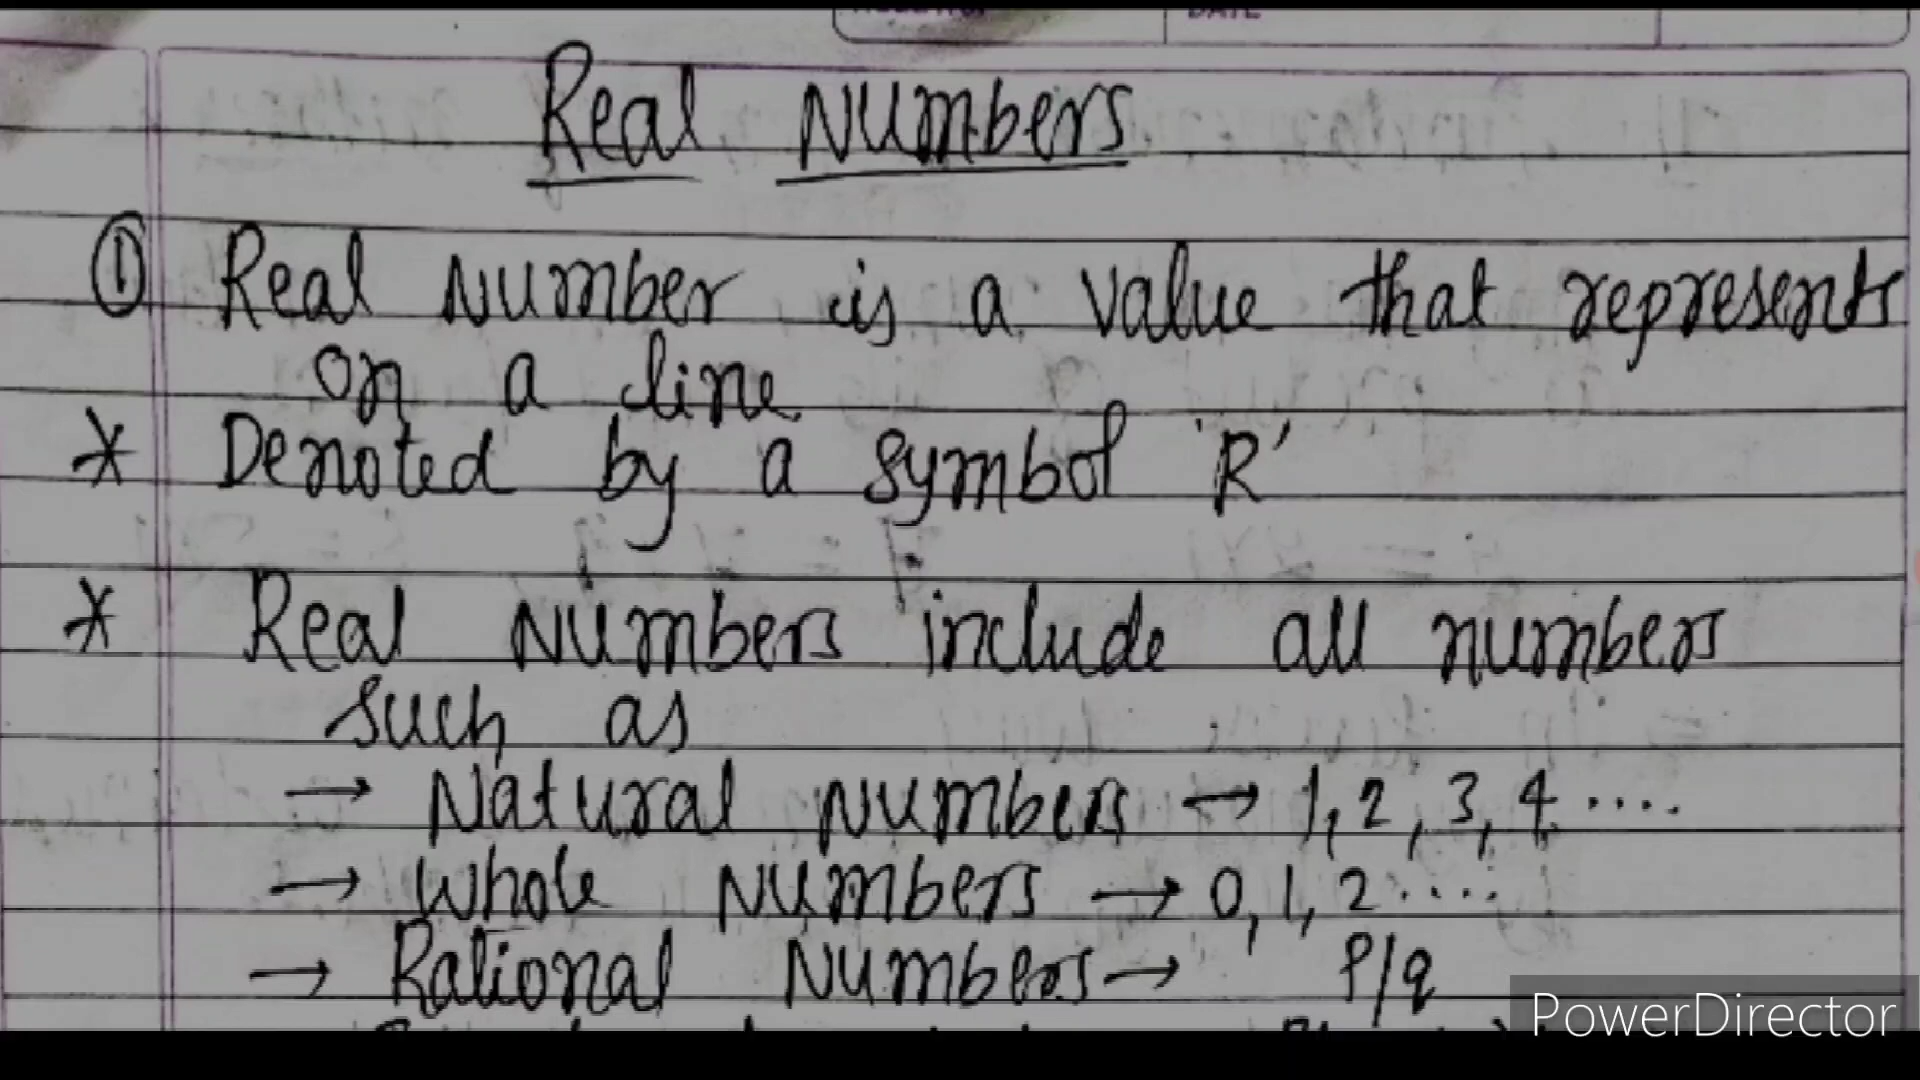 DATE
Real Numbers
① Real Number is a value that represents
on a line
* Denoted by a symbol 'R'
* Real Numbers include all numbers
such as
→ Natural Numbers → 1, 2, 3, 4 ....
→ Whole Numbers → 0, 1, 2 ....
→ Rational Numbers → P/q
PowerDirector